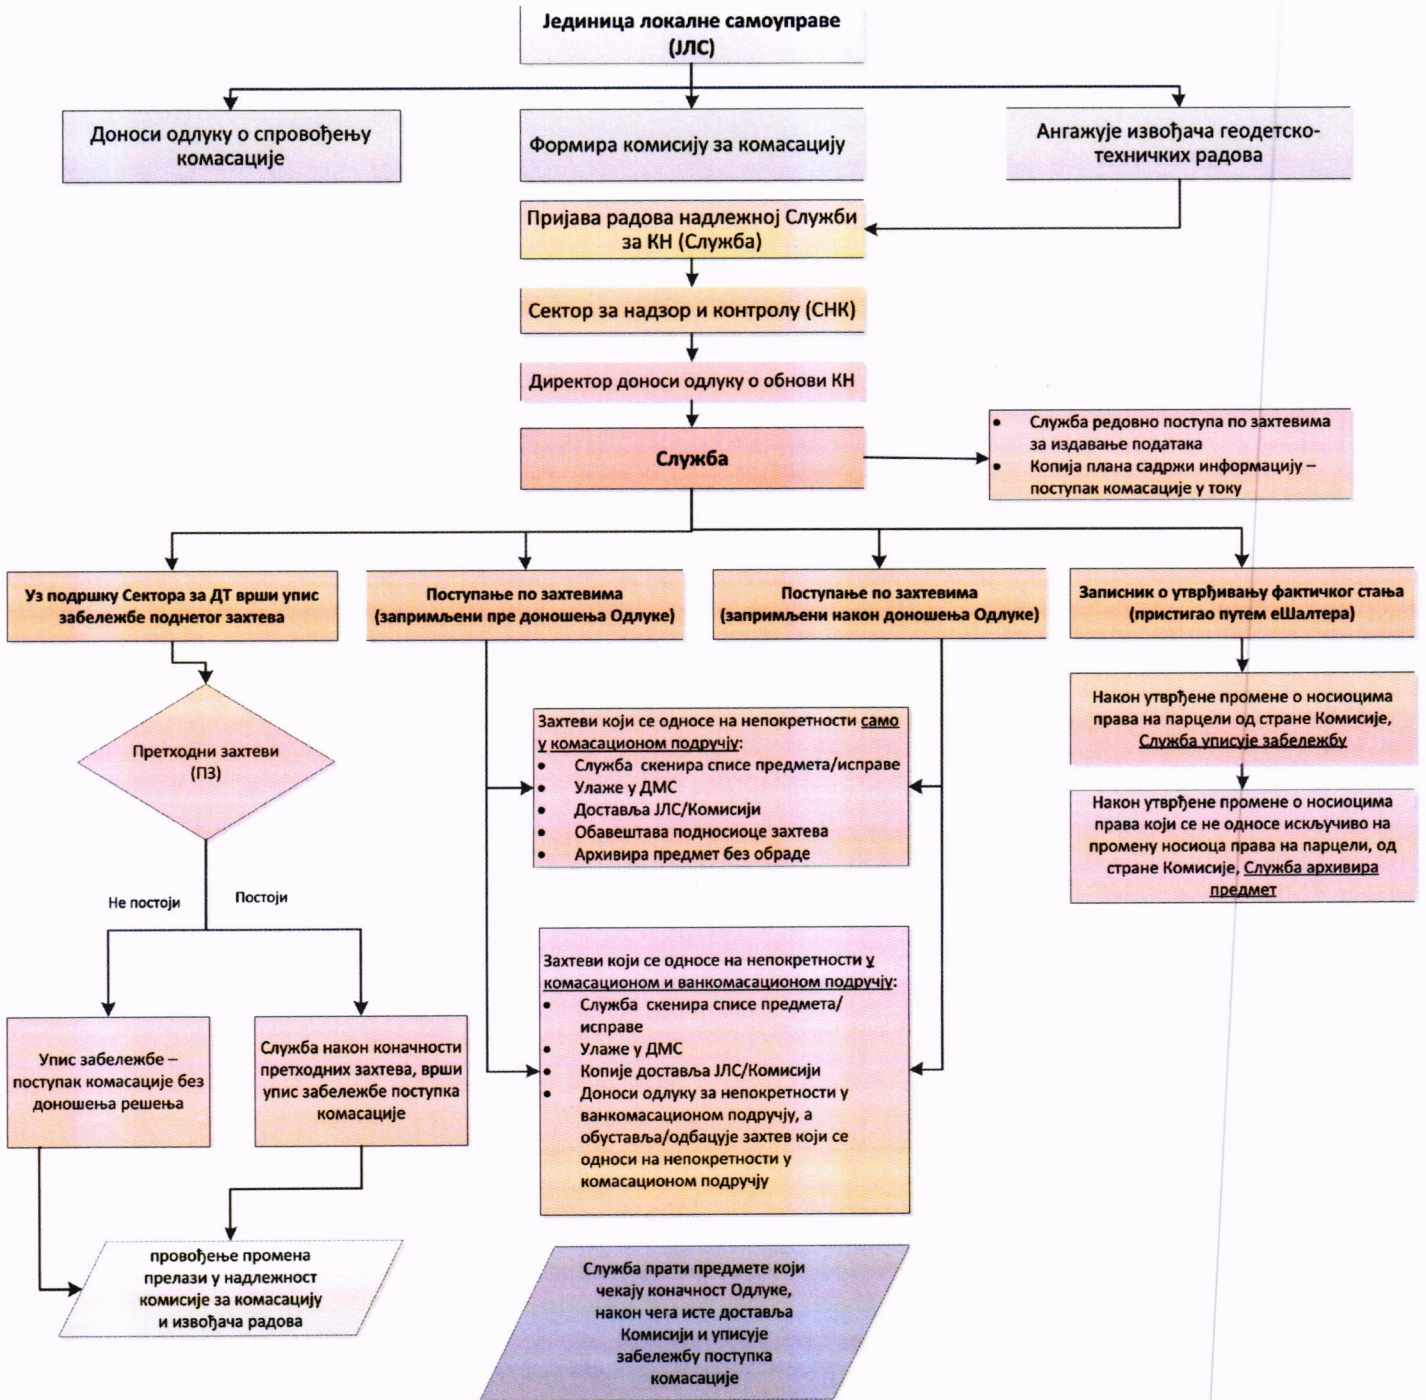 Јединица локалне самоуправе
(ЈЛС)
Доноси одлуку о спровођењу
комасације
Формира комисију за комасацију
Ангажује извођача геодетско-
техничких радова
Пријава радова надлежној Служби
за КН (Служба)
Сектор за надзор и контролу (СНК)
Директор доноси одлуку о обнови КН
Служба
• Служба редовно поступа по захтевима
за издавање података
• Копија плана садржи информацију –
поступак комасације у току
Уз подршку Сектора за ДТ врши упис
забележбе поднетог захтева
Поступање по захтевима
(запримљени пре доношења Одлуке)
Поступање по захтевима
(запримљени након доношења Одлуке)
Записник о утврђивању фактичког стања
(пристигао путем еШалтера)
Претходни захтеви
(ПЗ)
Не постоји
Постоји
Упис забележбе –
поступак комасације без
доношења решења
Служба након коначности
претходних захтева, врши
упис забележбе поступка
комасације
провођење промена
прелази у надлежност
комисије за комасацију
и извођача радова
Захтеви који се односе на непокретности само
у комасационом подручју:
• Служба скенира списе предмета/исправе
• Улаже у ДМС
• Доставља ЈЛС/Комисији
• Обавештава подносиоце захтева
• Архивира предмет без обраде
Захтеви који се односе на непокретности у
комасационом и ванкомасационом подручју:
• Служба скенира списе предмета/
исправе
• Улаже у ДМС
• Копије доставља ЈЛС/Комисији
• Доноси одлуку за непокретности у
ванкомасационом подручју, а
обуставља/одбацује захтев који се
односи на непокретности у
комасационом подручју
Служба прати предмете који
чекају коначност Одлуке,
након чега исте доставља
Комисији и уписује
забележбу поступка
комасације
Након утврђене промене о носиоцима
права на парцели од стране Комисије,
Служба уписује забележбу
Након утврђене промене о носиоцима
права који се не односе искључиво на
промену носиоца права на парцели, од
стране Комисије, Служба архивира
предмет